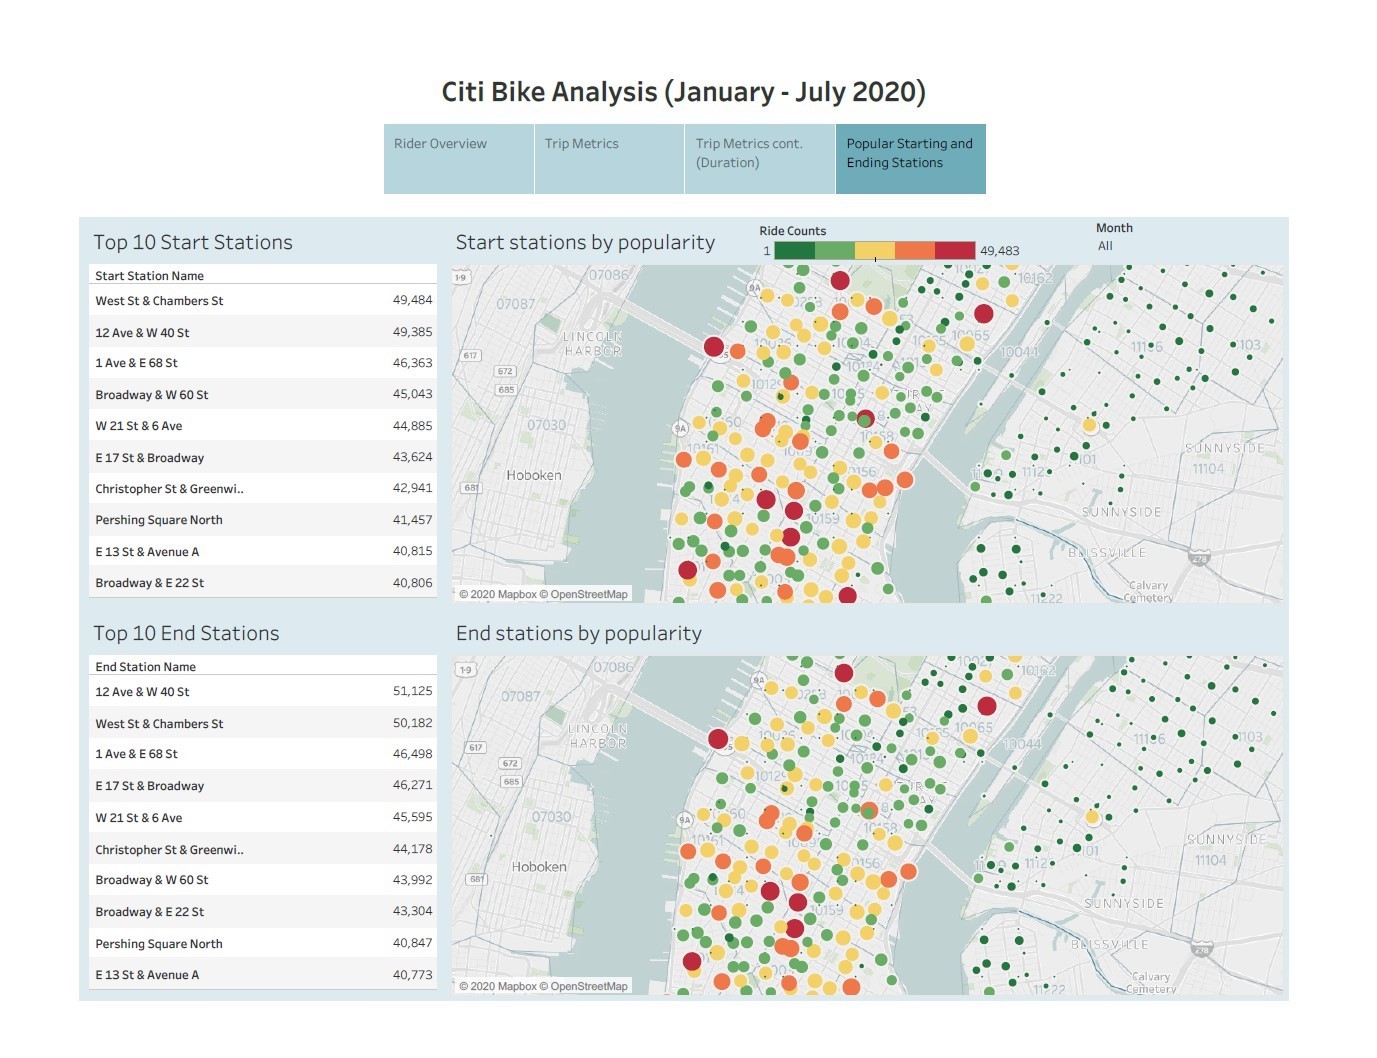 Citi Bike Analysis (January - July 2020)
Rider Overview
Trip Metrics
Trip Metrics cont.
(Duration)
Popular Starting and
Ending Stations
Top 10 Start Stations
Start Station Name
West St & Chambers St 49,484
12 Ave & W 40 St 49,385
1 Ave & E 68 St 46,363
Broadway & W 60 St 45,043
W 21 St & 6 Ave 44,885
E 17 St & Broadway 43,624
Christopher St & Greenwi.. 42,941
Pershing Square North 41,457
E 13 St & Avenue A 40,815
Broadway & E 22 St 40,806
Start stations by popularity
Ride Counts
1 49,483
Month
All
1-9
07086
07087
LINCOLN
HARBOR
617
672
685
07030
Hoboken
681
9A
9A
10162
10065
10044
SUNNYSIDE
11104
SUNNYSIDE
BLISSVILLE
278
Calvary
Cemetery
10159
© 2020 Mapbox © OpenStreetMap
Top 10 End Stations
End Station Name
12 Ave & W 40 St 51,125
West St & Chambers St 50,182
1 Ave & E 68 St 46,498
E 17 St & Broadway 46,271
W 21 St & 6 Ave 45,595
Christopher St & Greenwi.. 44,178
Broadway & W 60 St 43,992
Broadway & E 22 St 43,304
Pershing Square North 40,847
E 13 St & Avenue A 40,773
End stations by popularity
1-9
07086
07087
LINCOLN
HARBOR
617
672
685
07030
Hoboken
681
9A
9A
10162
10065
10044
SUNNYSIDE
11104
SUNNYSIDE
BLISSVILLE
278
Calvary
Cemetery
10159
© 2020 Mapbox © OpenStreetMap